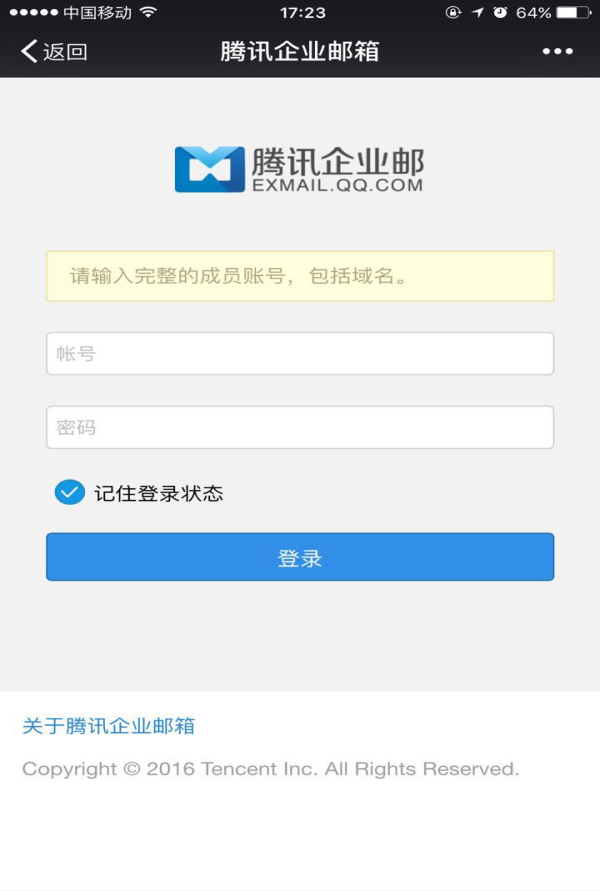 中国移动 17:23 64%
返回 腾讯企业邮箱
腾讯企业邮
EXMAIL.QQ.COM
请输入完整的成员账号，包括域名。
帐号
密码
记住登录状态
登录
关于腾讯企业邮箱
Copyright © 2016 Tencent Inc. All Rights Reserved.